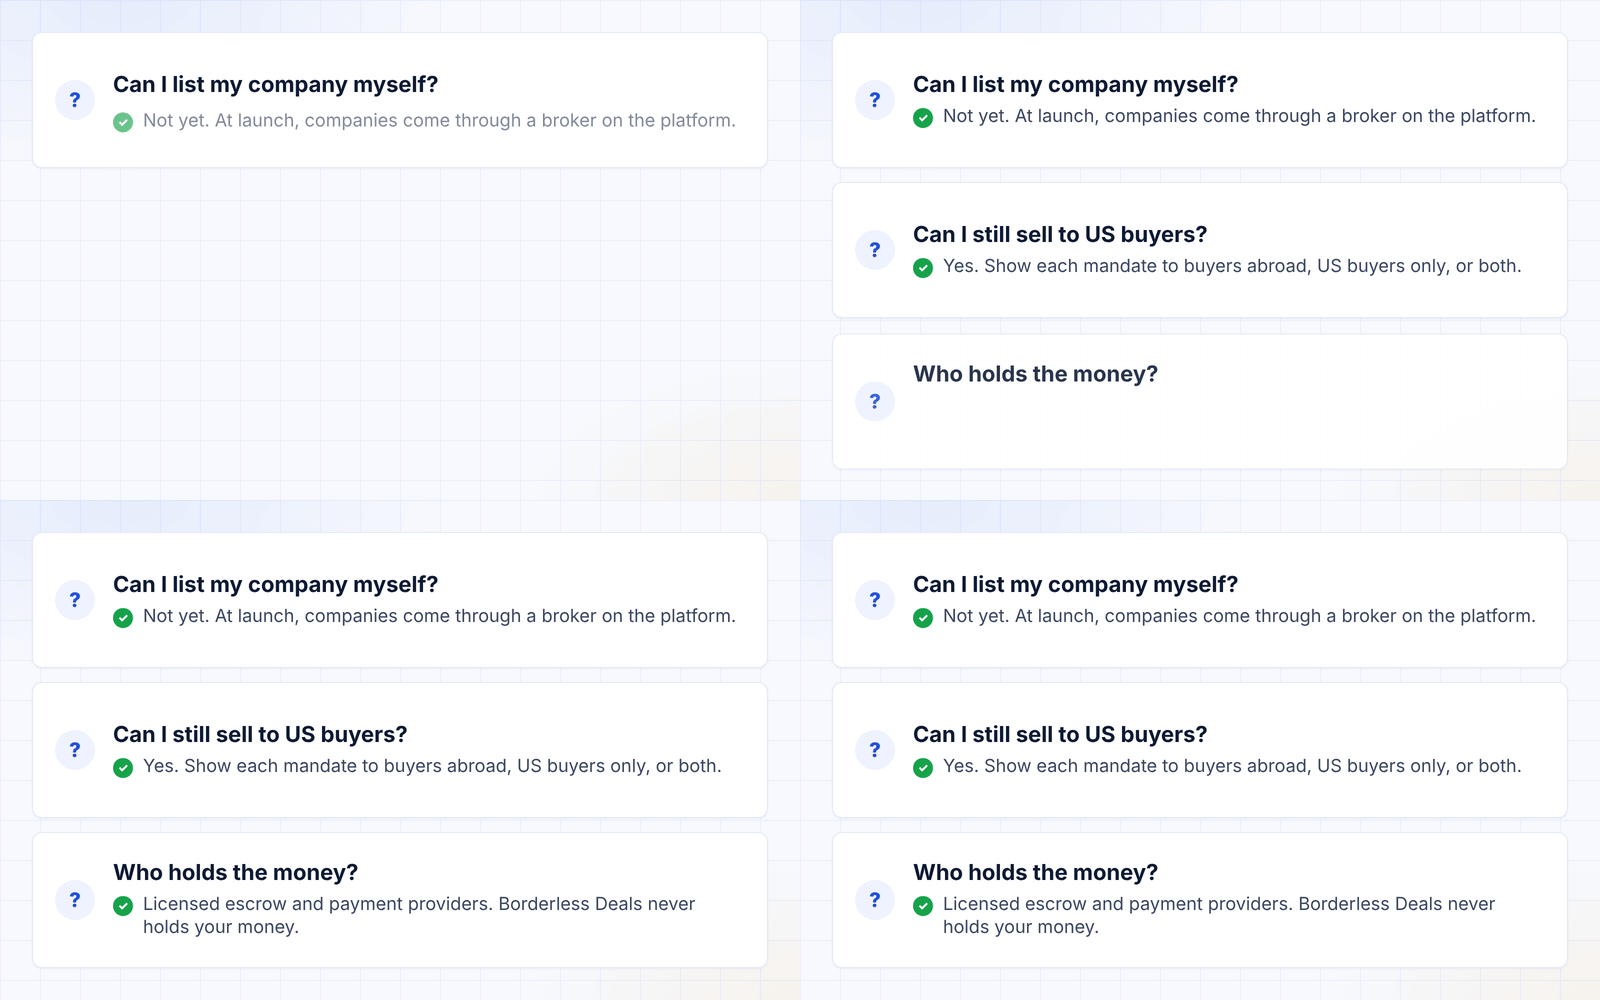 ?
Can I list my company myself?
Not yet. At launch, companies come through a broker on the platform.
?
Can I list my company myself?
Not yet. At launch, companies come through a broker on the platform.
?
Can I still sell to US buyers?
Yes. Show each mandate to buyers abroad, US buyers only, or both.
?
Who holds the money?
?
Can I list my company myself?
Not yet. At launch, companies come through a broker on the platform.
?
Can I still sell to US buyers?
Yes. Show each mandate to buyers abroad, US buyers only, or both.
?
Who holds the money?
Licensed escrow and payment providers. Borderless Deals never
holds your money.
?
Can I list my company myself?
Not yet. At launch, companies come through a broker on the platform.
?
Can I still sell to US buyers?
Yes. Show each mandate to buyers abroad, US buyers only, or both.
?
Who holds the money?
Licensed escrow and payment providers. Borderless Deals never
holds your money.